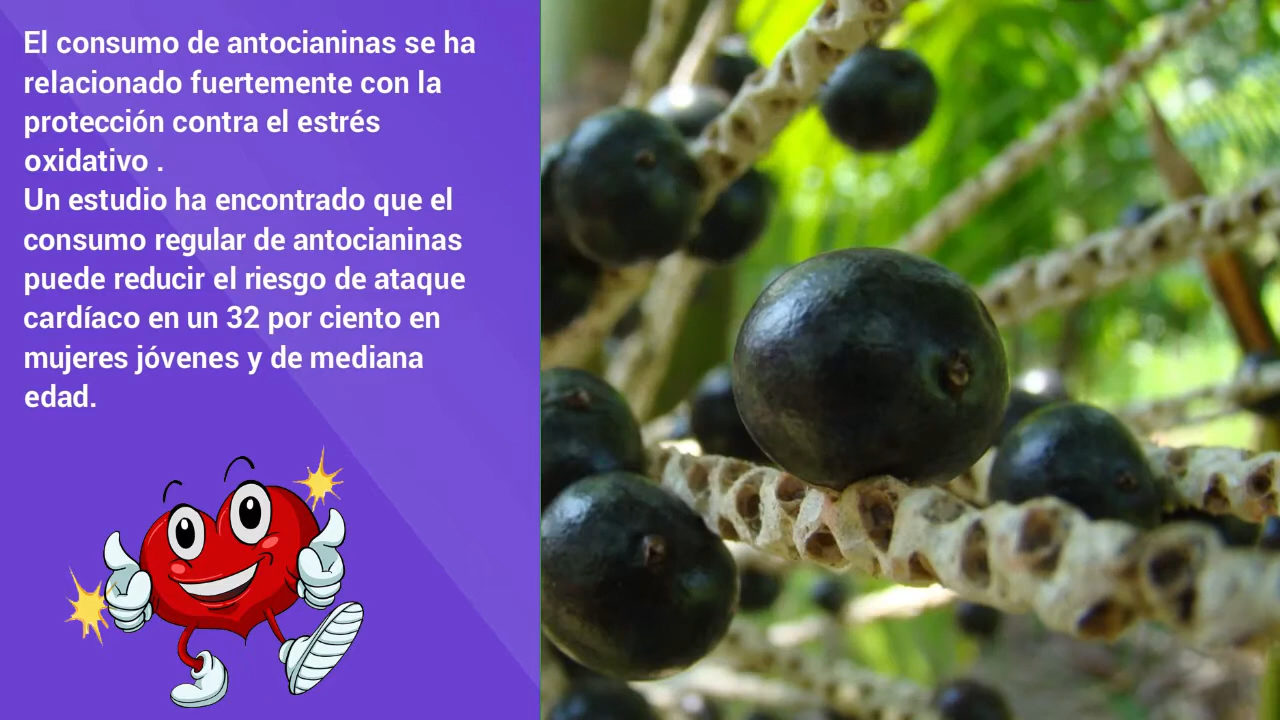 El consumo de antocianinas se ha
relacionado fuertemente con la
protección contra el estrés
oxidativo .
Un estudio ha encontrado que el
consumo regular de antocianinas
puede reducir el riesgo de ataque
cardíaco en un 32 por ciento en
mujeres jóvenes y de mediana
edad.